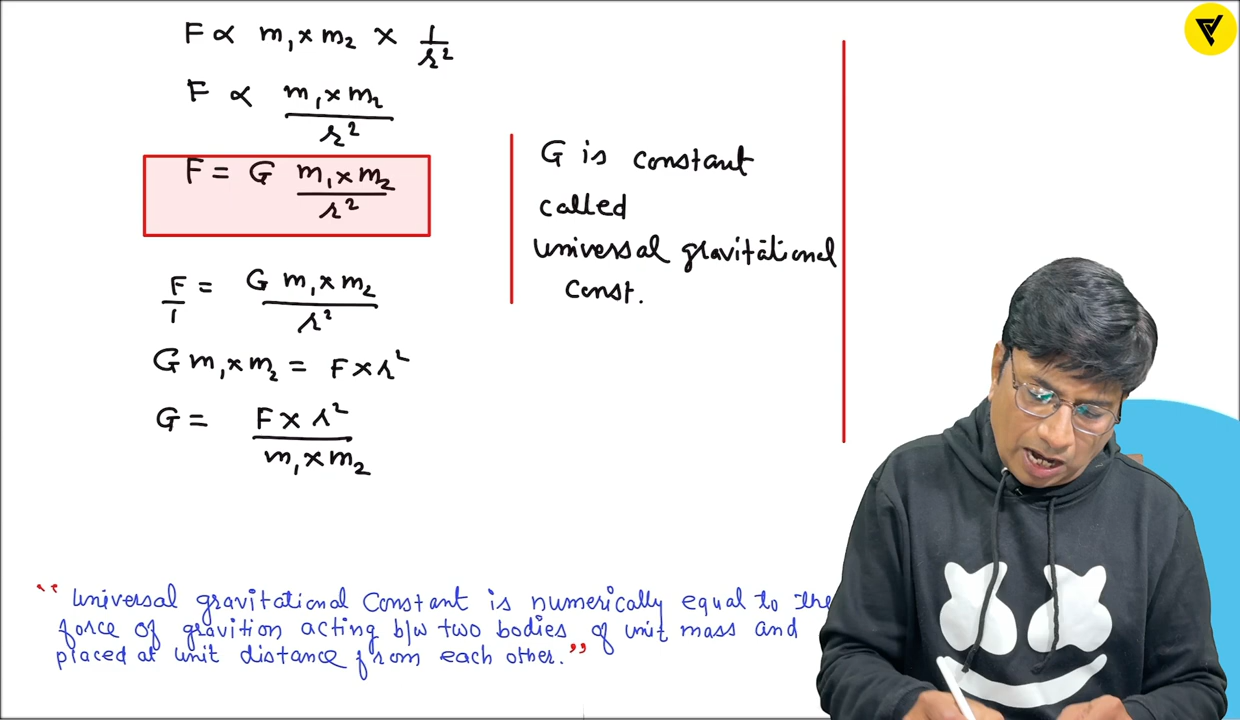 F ∝ m₁ × m₂ × 1/r²
F ∝ m₁ × m₂ / r²
F = G m₁ × m₂ / r²
F/1 = G m₁ × m₂ / r²
G m₁ × m₂ = F × r²
G = F × r² / m₁ × m₂
G is constant
called
universal gravitational
const.
"Universal gravitational Constant is numerically equal to the
force of gravition acting b/w two bodies of unit mass and
placed at unit distance from each other."